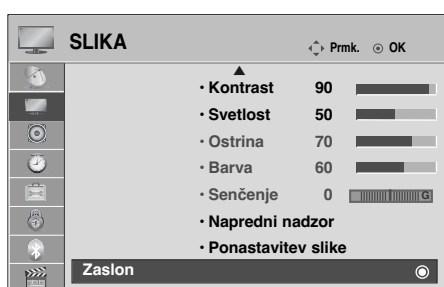 SLIKA Prmk. OK
• Kontrast 90
• Svetlost 50
• Ostrina 70
• Barva 60
• Senčenje 0 G
• Napredni nadzor
• Ponastavitev slike
Zaslon